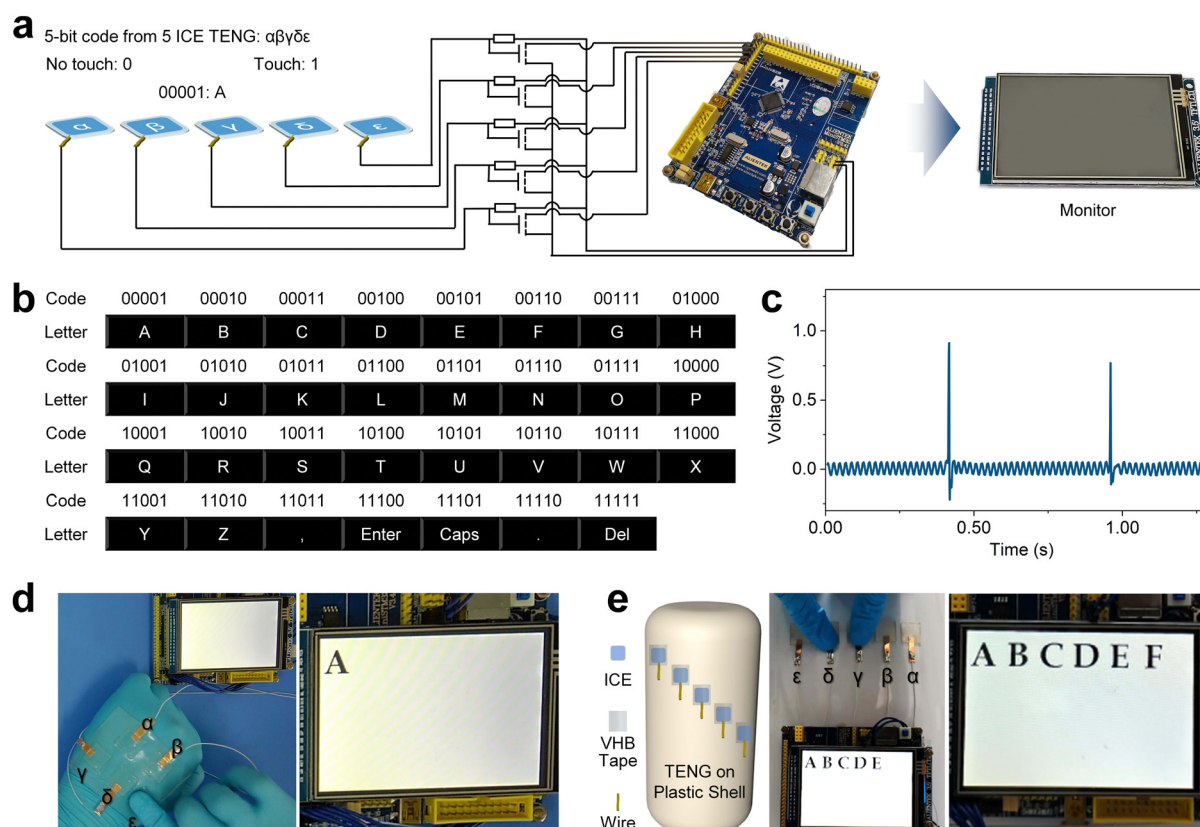 a
5-bit code from 5 ICE TENG: αβγδε
No touch: 0 Touch: 1
00001: A
α β γ δ ε
ALIENTEK
Monitor
b
Code 00001 00010 00011 00100 00101 00110 00111 01000
Letter A B C D E F G H
Code 01001 01010 01011 01100 01101 01110 01111 10000
Letter I J K L M N O P
Code 10001 10010 10011 10100 10101 10110 10111 11000
Letter Q R S T U V W X
Code 11001 11010 11011 11100 11101 11110 11111
Letter Y Z , Enter Caps . Del
c
Voltage (V)
1.0
0.5
0.0
0.00 0.50 1.00
Time (s)
d
α
β
γ
δ
ε
A
e
ICE
VHB
Tape
Wire
TENG on
Plastic Shell
ε δ γ β α
A B C D E
A B C D E F